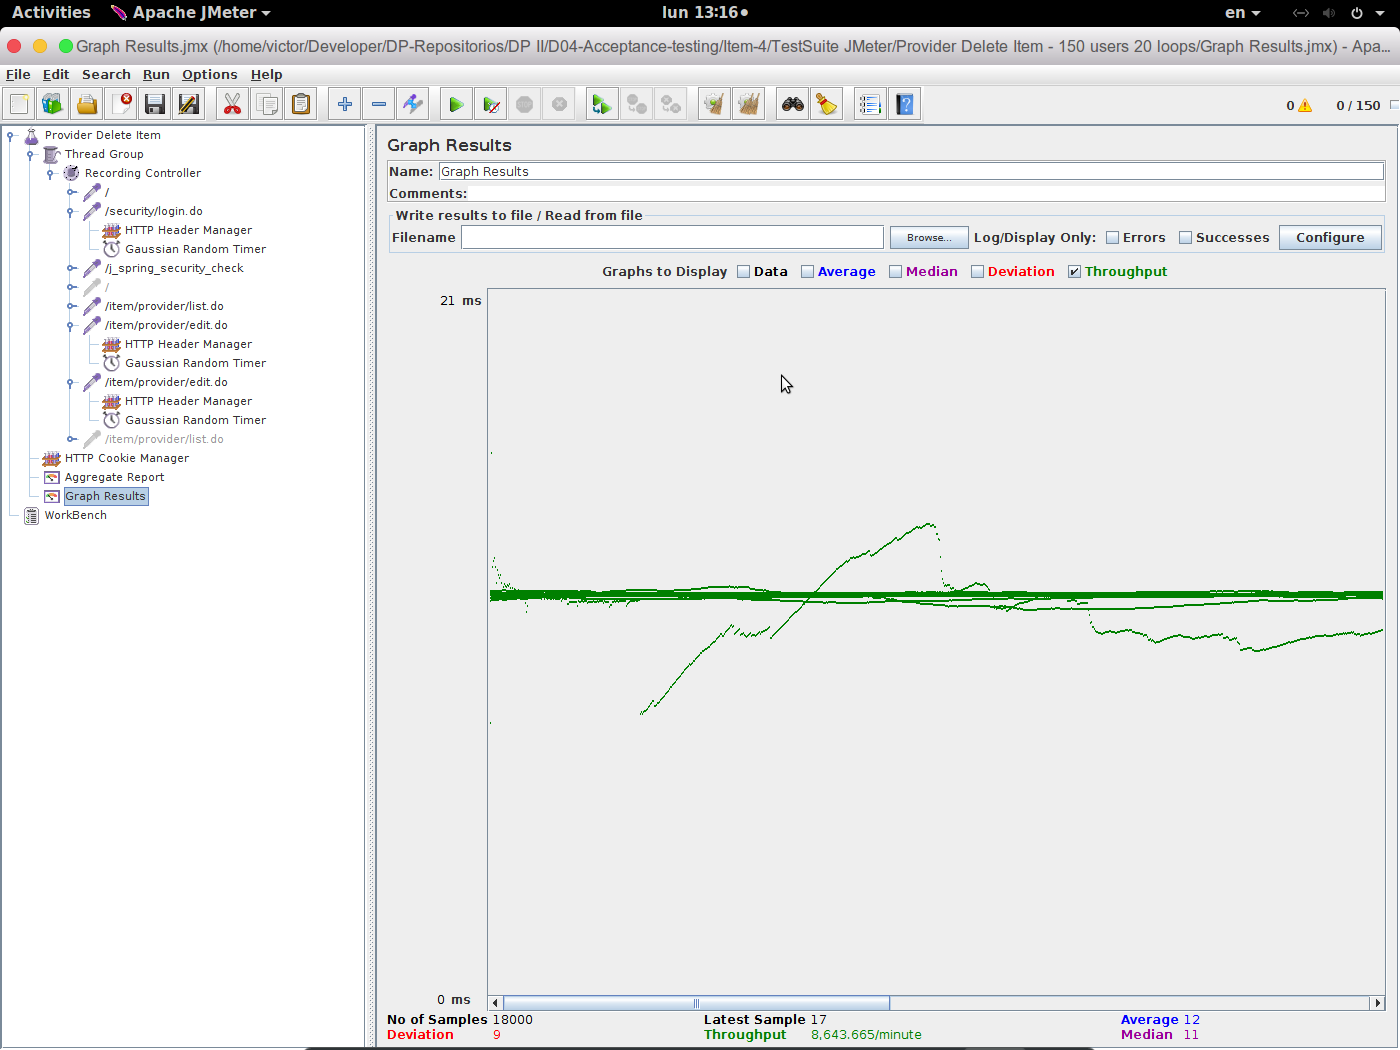 Activities Apache JMeter lun 13:16 en
Graph Results.jmx (/home/victor/Developer/DP-Repositorios/DP II/D04-Acceptance-testing/Item-4/TestSuite JMeter/Provider Delete Item - 150 users 20 loops/Graph Results.jmx) - Apa...
File Edit Search Run Options Help
0 0 / 150
Provider Delete Item
Thread Group
Recording Controller
/
/security/login.do
HTTP Header Manager
Gaussian Random Timer
/j_spring_security_check
/
/item/provider/list.do
/item/provider/edit.do
HTTP Header Manager
Gaussian Random Timer
/item/provider/edit.do
HTTP Header Manager
Gaussian Random Timer
/item/provider/list.do
HTTP Cookie Manager
Aggregate Report
Graph Results
WorkBench
Graph Results
Name: Graph Results
Comments:
Write results to file / Read from file
Filename Browse... Log/Display Only: Errors Successes Configure
Graphs to Display Data Average Median Deviation Throughput
21 ms
0 ms
No of Samples 18000 Latest Sample 17 Average 12
Deviation 9 Throughput 8,643.665/minute Median 11